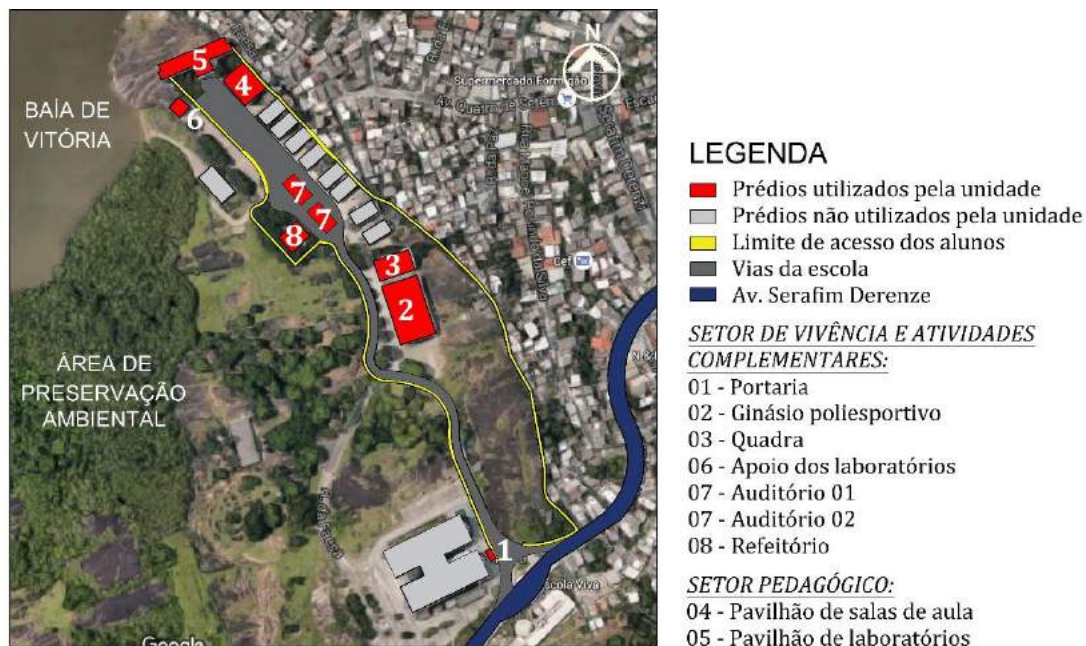 N
BAÍA DE
VITÓRIA
ÁREA DE
PRESERVAÇÃO
AMBIENTAL
5
4
6
7
7
8
3
2
1
Supermercado Formigão
Cef
Escola Viva
Google
LEGENDA
Prédios utilizados pela unidade
Prédios não utilizados pela unidade
Limite de acesso dos alunos
Vias da escola
Av. Serafim Derenze
SETOR DE VIVÊNCIA E ATIVIDADES
COMPLEMENTARES:
01 - Portaria
02 - Ginásio poliesportivo
03 - Quadra
06 - Apoio dos laboratórios
07 - Auditório 01
07 - Auditório 02
08 - Refeitório
SETOR PEDAGÓGICO:
04 - Pavilhão de salas de aula
05 - Pavilhão de laboratórios